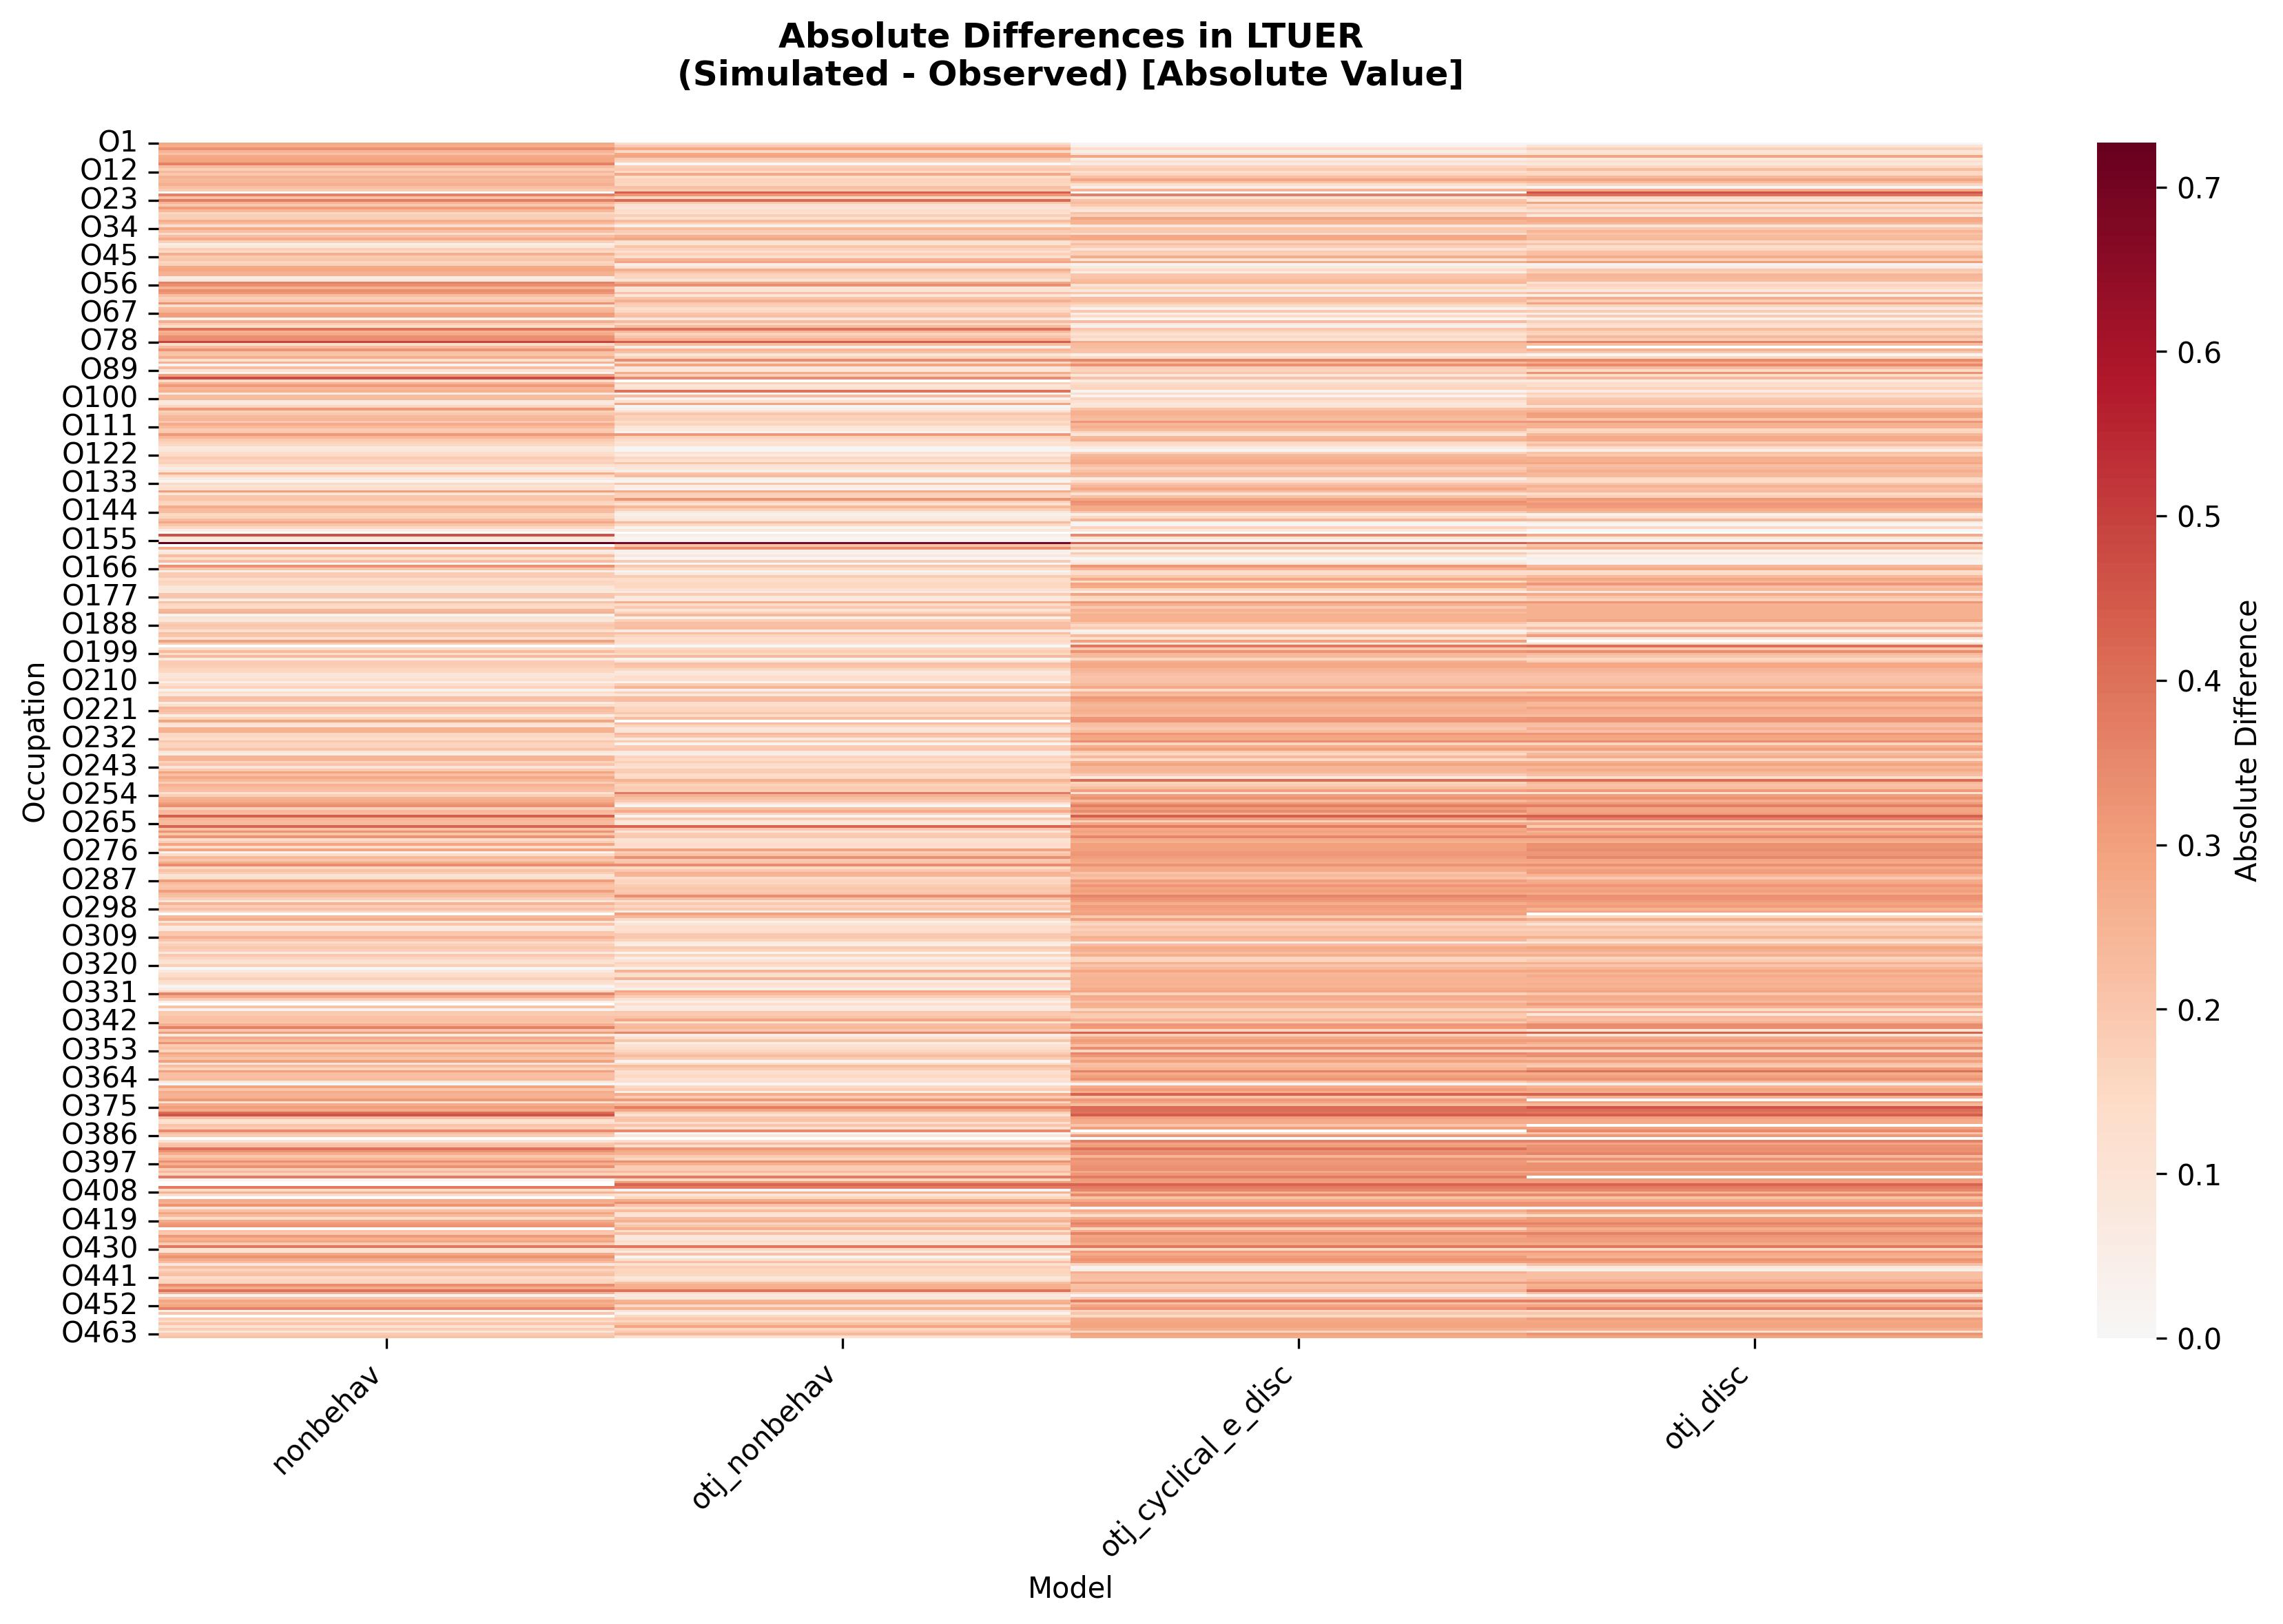 Absolute Differences in LTUER
(Simulated - Observed) [Absolute Value]
Occupation
O1
O12
O23
O34
O45
O56
O67
O78
O89
O100
O111
O122
O133
O144
O155
O166
O177
O188
O199
O210
O221
O232
O243
O254
O265
O276
O287
O298
O309
O320
O331
O342
O353
O364
O375
O386
O397
O408
O419
O430
O441
O452
O463
nonbehav
otj_nonbehav
otj_cyclical_e_disc
otj_disc
Model
0.7
0.6
0.5
0.4
0.3
0.2
0.1
0.0
Absolute Difference